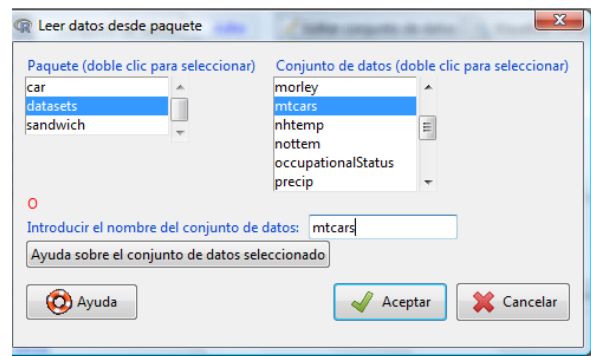 Leer datos desde paquete
Paquete (doble clic para seleccionar)
Conjunto de datos (doble clic para seleccionar)
car
datasets
sandwich
morley
mtcars
nhtemp
nottem
occupationalStatus
precip
O
Introducir el nombre del conjunto de datos:
mtcars
Ayuda sobre el conjunto de datos seleccionado
Ayuda
Aceptar
Cancelar